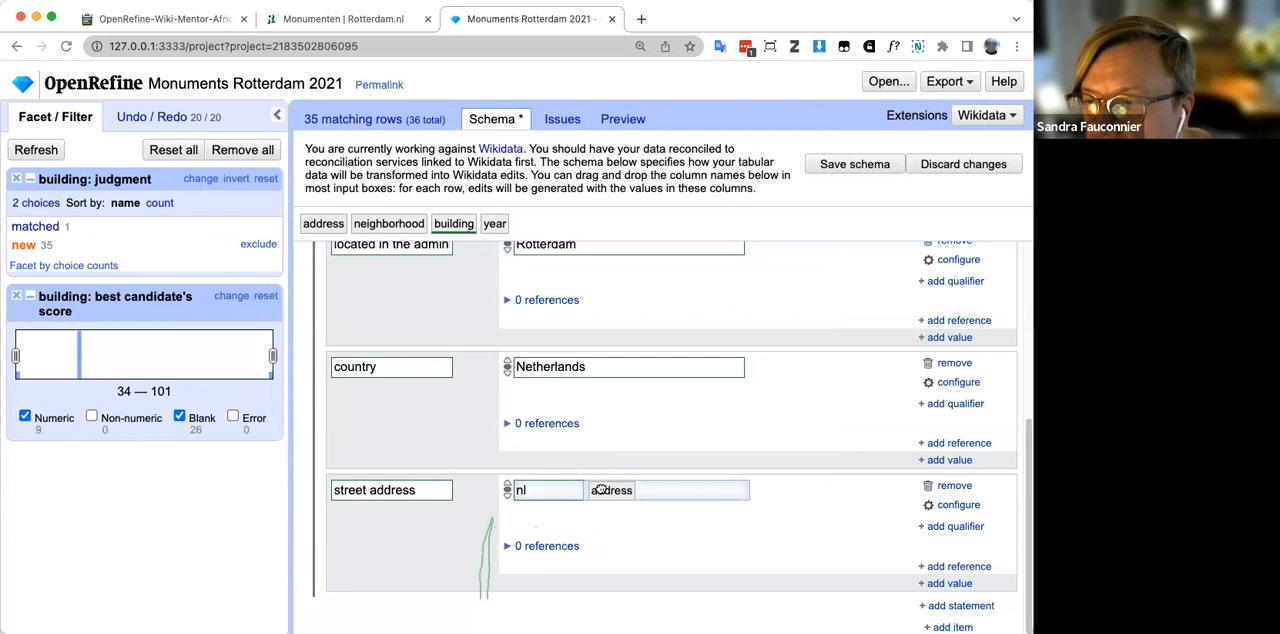 OpenRefine-Wiki-Mentor-Afric
Monumenten | Rotterdam.nl
Monuments Rotterdam 2021 -
127.0.0.1:3333/project?project=2183502806095
OpenRefine Monuments Rotterdam 2021 Permalink
Open... Export Help
Facet / Filter Undo / Redo 20 / 20
35 matching rows (36 total) Schema * Issues Preview
Extensions Wikidata
Refresh Reset all Remove all
You are currently working against Wikidata. You should have your data reconciled to
reconciliation services linked to Wikidata first. The schema below specifies how your tabular
data will be transformed into Wikidata edits. You can drag and drop the column names below in
most input boxes: for each row, edits will be generated with the values in these columns.
Save schema Discard changes
building: judgment change invert reset
2 choices Sort by: name count
matched 1
new 35 exclude
Facet by choice counts
building: best candidate's
score
change reset
34 — 101
Numeric
9
Non-numeric
0
Blank
26
Error
0
address neighborhood building year
located in the admin Rotterdam remove
configure
+ add qualifier
0 references
+ add reference
+ add value
country Netherlands remove
configure
+ add qualifier
0 references
+ add reference
+ add value
street address nl address remove
configure
+ add qualifier
0 references
+ add reference
+ add value
+ add statement
+ add item
Sandra Fauconnier